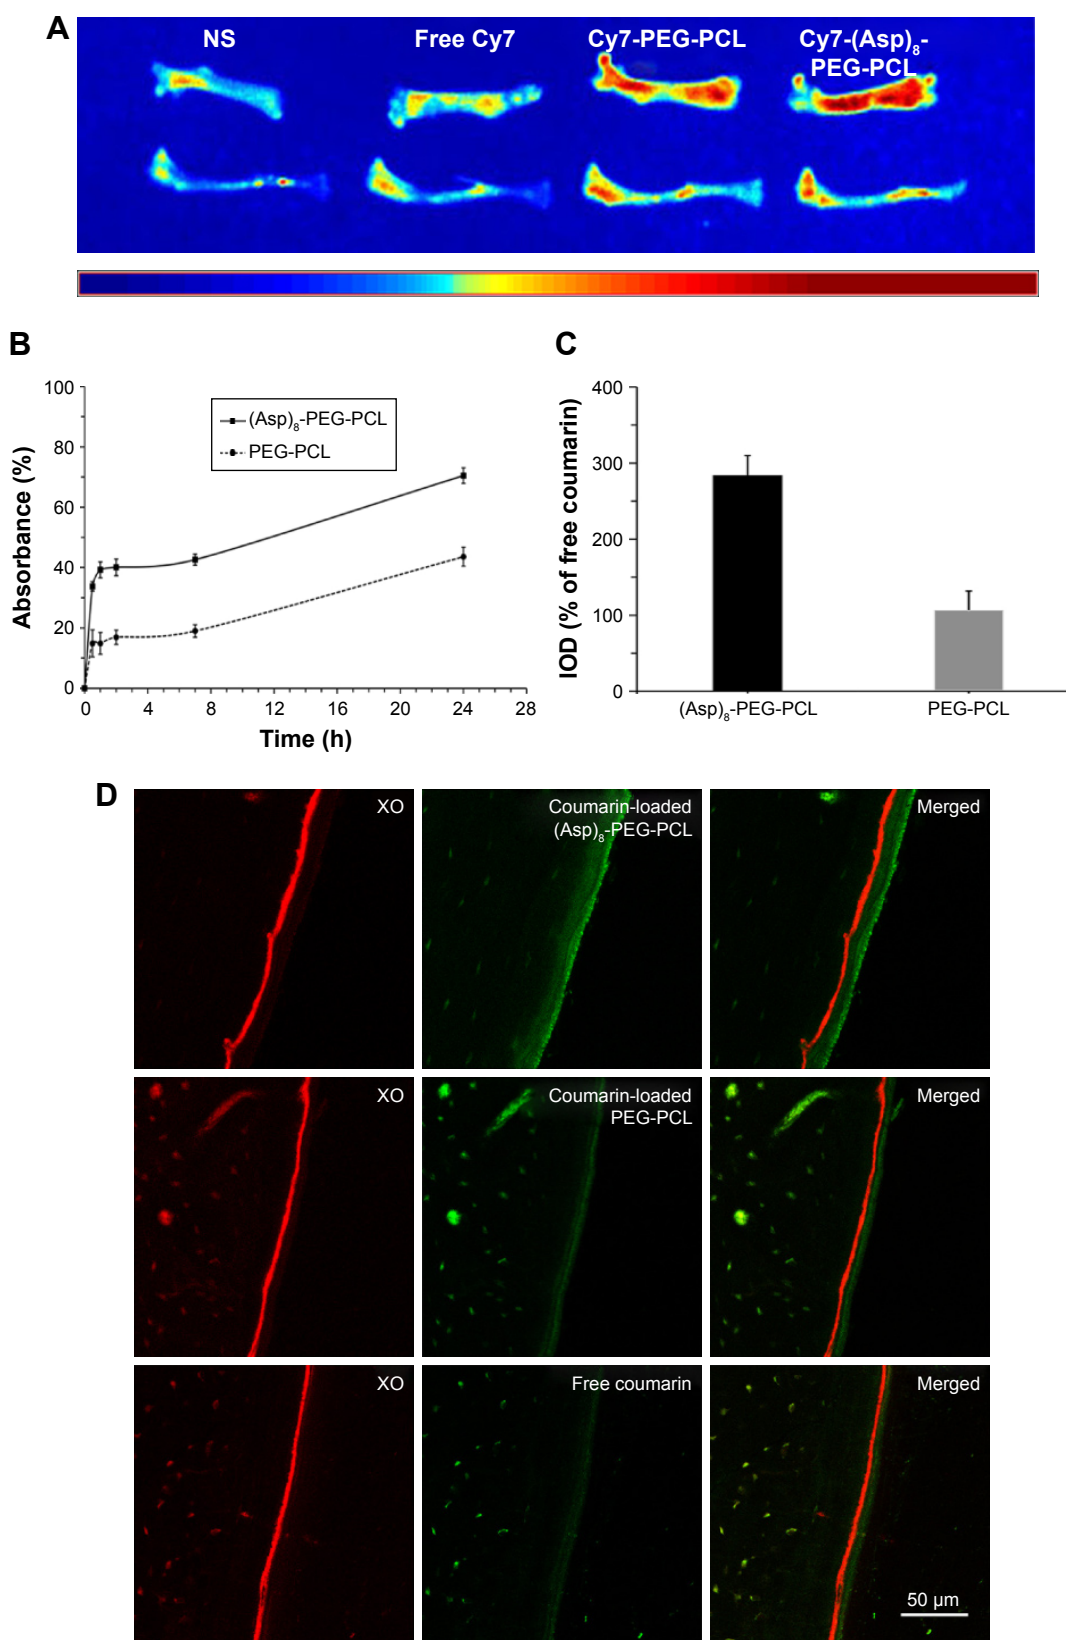 A
NS
Free Cy7
Cy7-PEG-PCL
Cy7-(Asp)₈-
PEG-PCL
B
Absorbance (%)
100
80
60
40
20
0
(Asp)₈-PEG-PCL
PEG-PCL
0
4
8
12
16
20
24
28
Time (h)
C
IOD (% of free coumarin)
400
300
200
100
0
(Asp)₈-PEG-PCL
PEG-PCL
D
XO
Coumarin-loaded
(Asp)₈-PEG-PCL
Merged
XO
Coumarin-loaded
PEG-PCL
Merged
XO
Free coumarin
Merged
50 µm